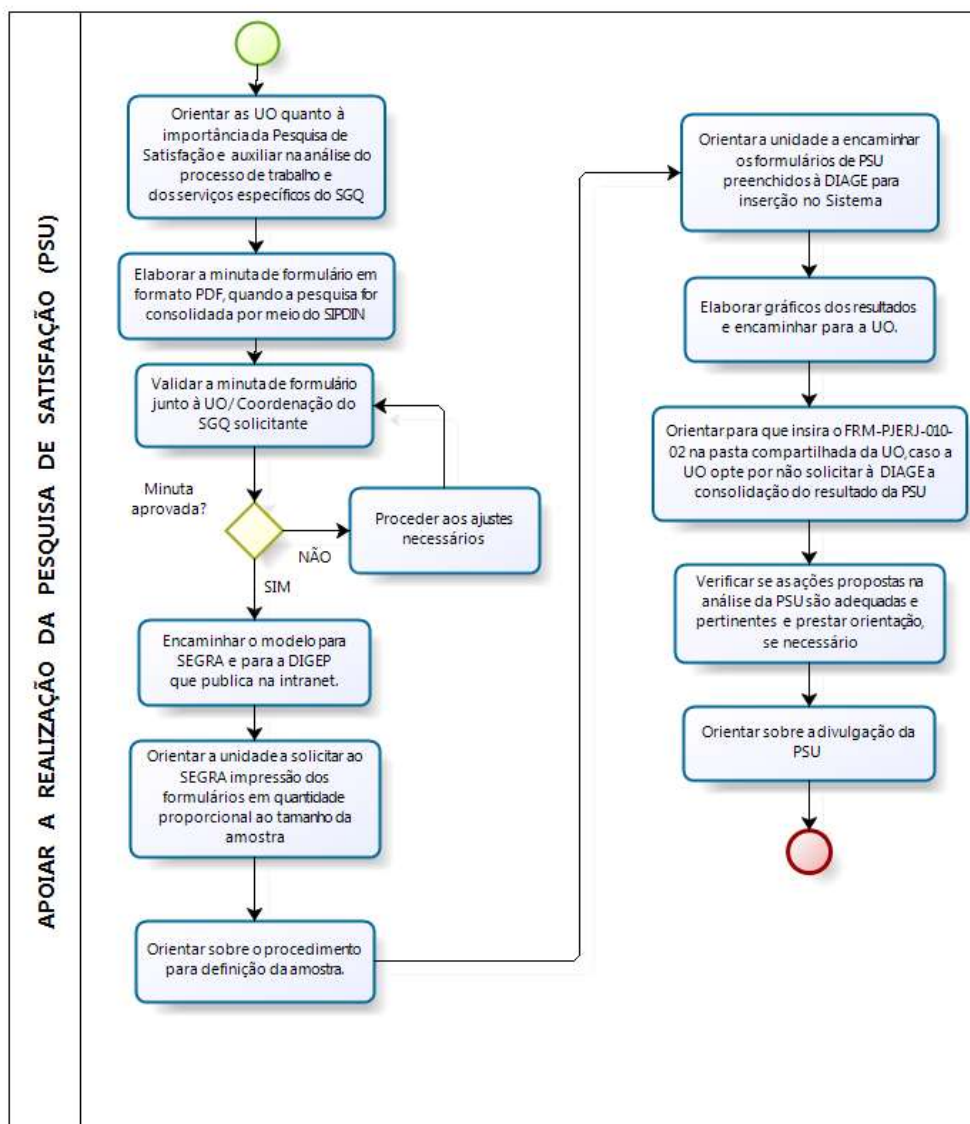 APOIAR A REALIZAÇÃO DA PESQUISA DE SATISFAÇÃO (PSU)
Orientar as UO quanto à
importância da Pesquisa de
Satisfação e auxiliar na análise do
processo de trabalho e
dos serviços específicos do SGQ
Elaborar a minuta de formulário em
formato PDF, quando a pesquisa for
consolidada por meio do SIPDIN
Validar a minuta de formulário
junto à UO/ Coordenação do
SGQ solicitante
Minuta
aprovada?
NÃO
Proceder aos ajustes
necessários
SIM
Encaminhar o modelo para
SEGRA e para a DIGEP
que publica na intranet.
Orientar a unidade a solicitar ao
SEGRA impressão dos
formulários em quantidade
proporcional ao tamanho da
amostra
Orientar sobre o procedimento
para definição da amostra.
Orientar a unidade a encaminhar
os formulários de PSU
preenchidos à DIAGE para
inserção no Sistema
Elaborar gráficos dos resultados
e encaminhar para a UO.
Orientar para que insira o FRM-PJERJ-010-
02 na pasta compartilhada da UO, caso a
UO opte por não solicitar à DIAGE a
consolidação do resultado da PSU
Verificar se as ações propostas na
análise da PSU são adequadas e
pertinentes e prestar orientação,
se necessário
Orientar sobre a divulgação da
PSU